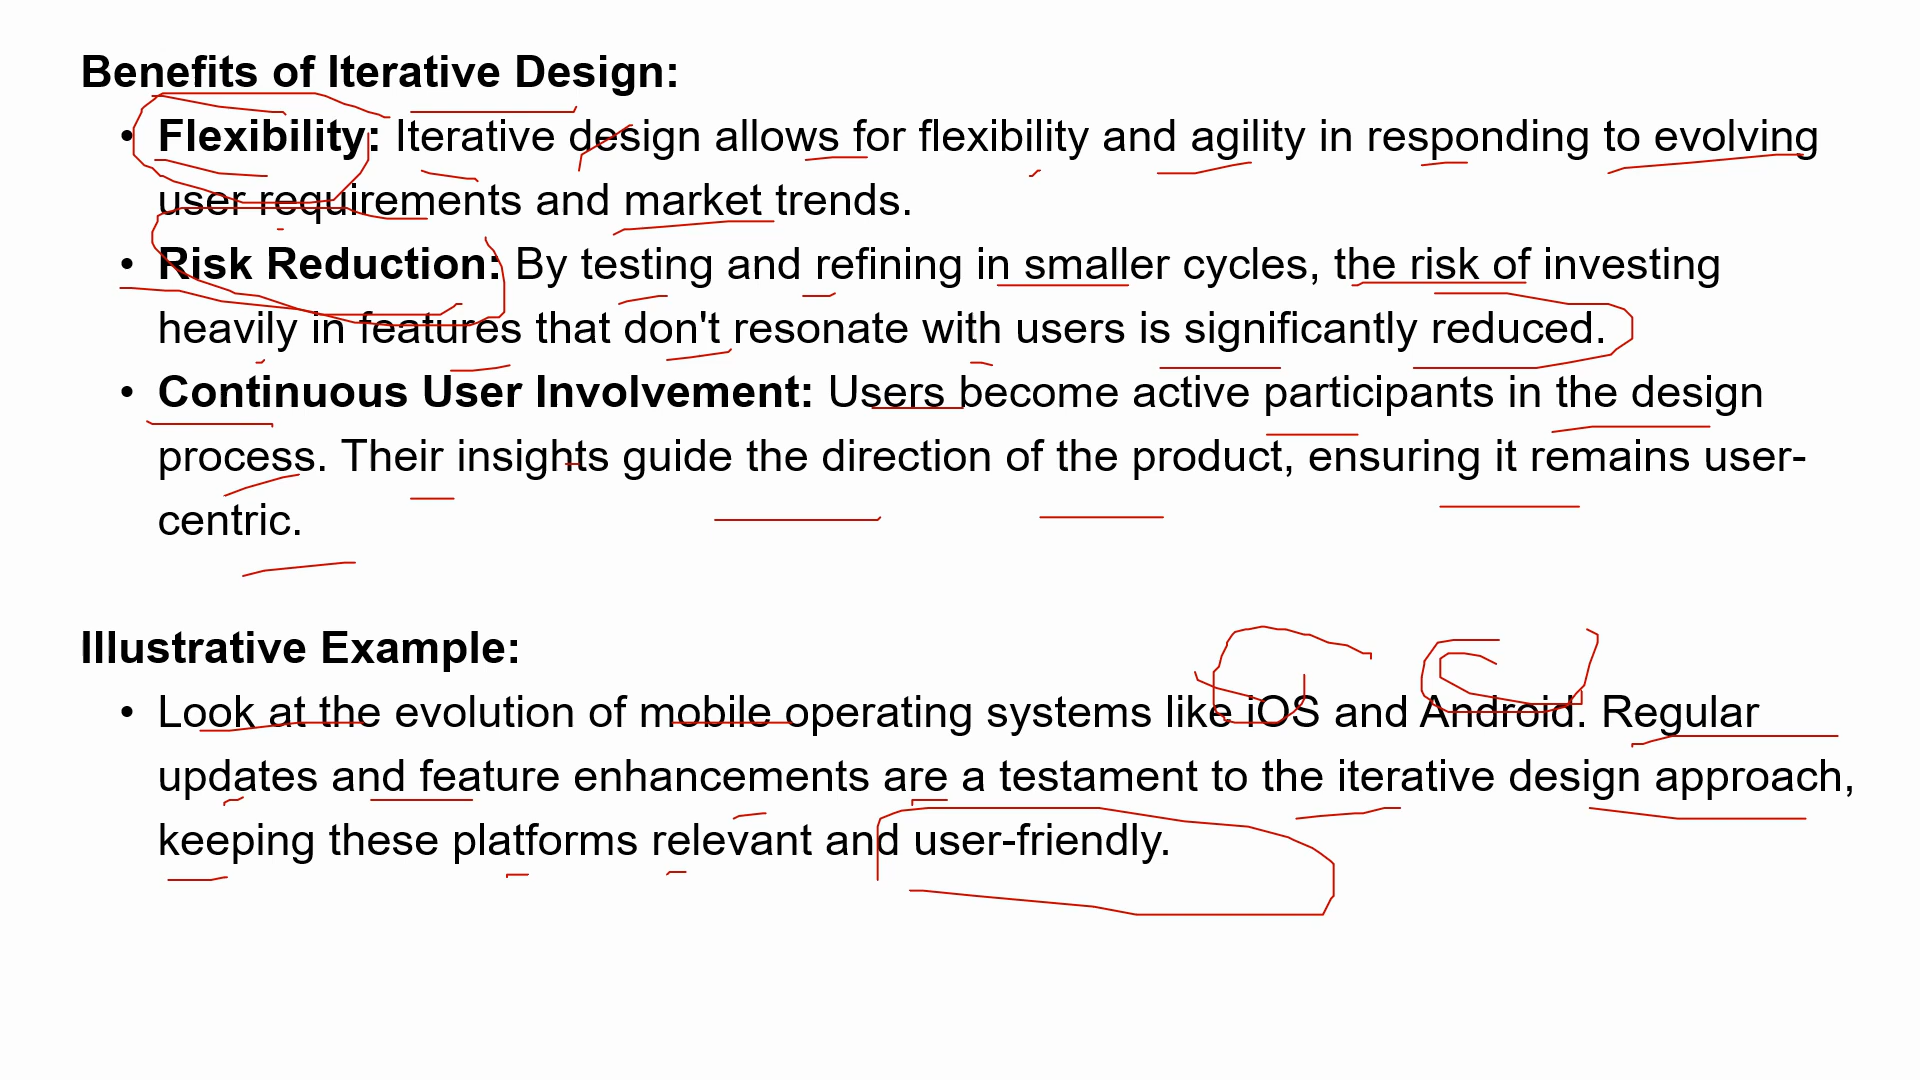 Benefits of Iterative Design:
• Flexibility: Iterative design allows for flexibility and agility in responding to evolving
user requirements and market trends.
• Risk Reduction: By testing and refining in smaller cycles, the risk of investing
heavily in features that don't resonate with users is significantly reduced.
• Continuous User Involvement: Users become active participants in the design
process. Their insights guide the direction of the product, ensuring it remains user-
centric.
Illustrative Example:
• Look at the evolution of mobile operating systems like iOS and Android. Regular
updates and feature enhancements are a testament to the iterative design approach,
keeping these platforms relevant and user-friendly.